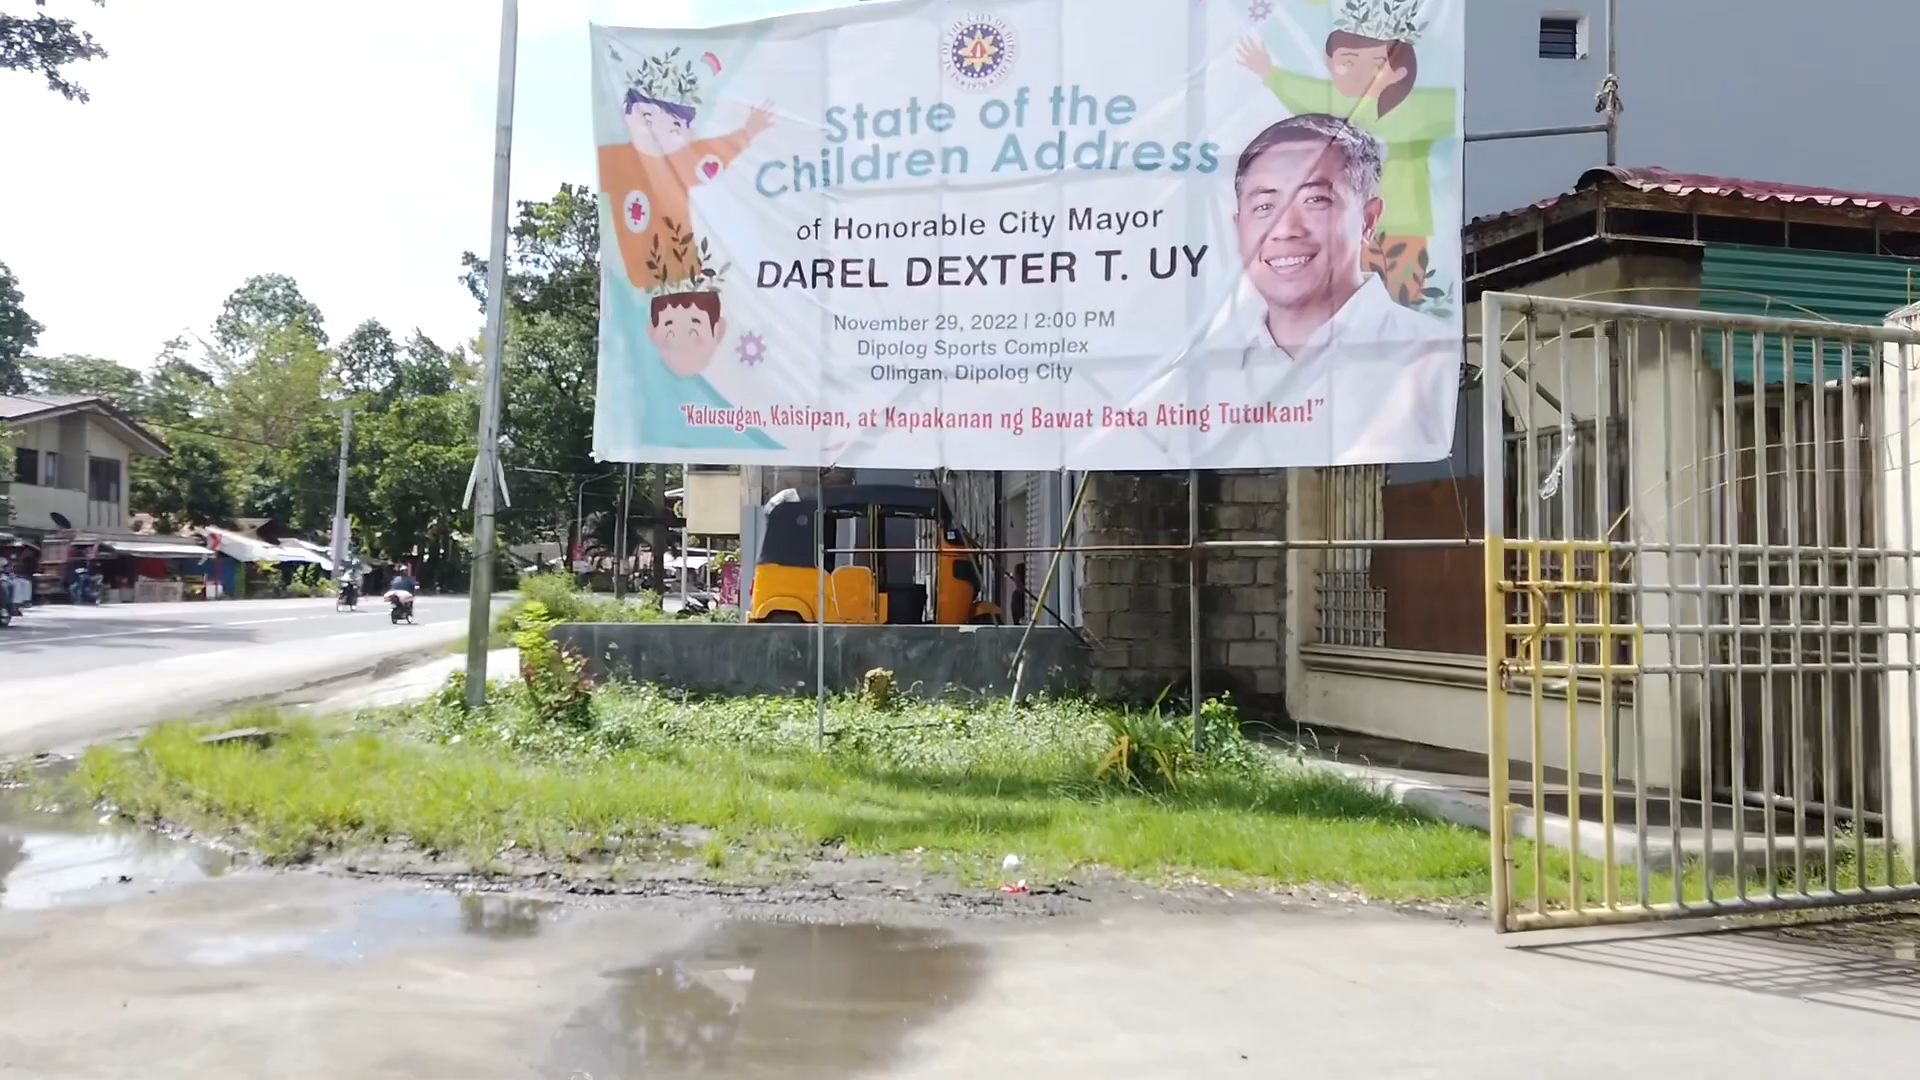 State of the
Children Address
of Honorable City Mayor
DAREL DEXTER T. UY
November 29, 2022 | 2:00 PM
Dipolog Sports Complex
Olingan, Dipolog City
"Kalusugan, Kaisipan, at Kapakanan ng Bawat Bata Ating Tutukan!"